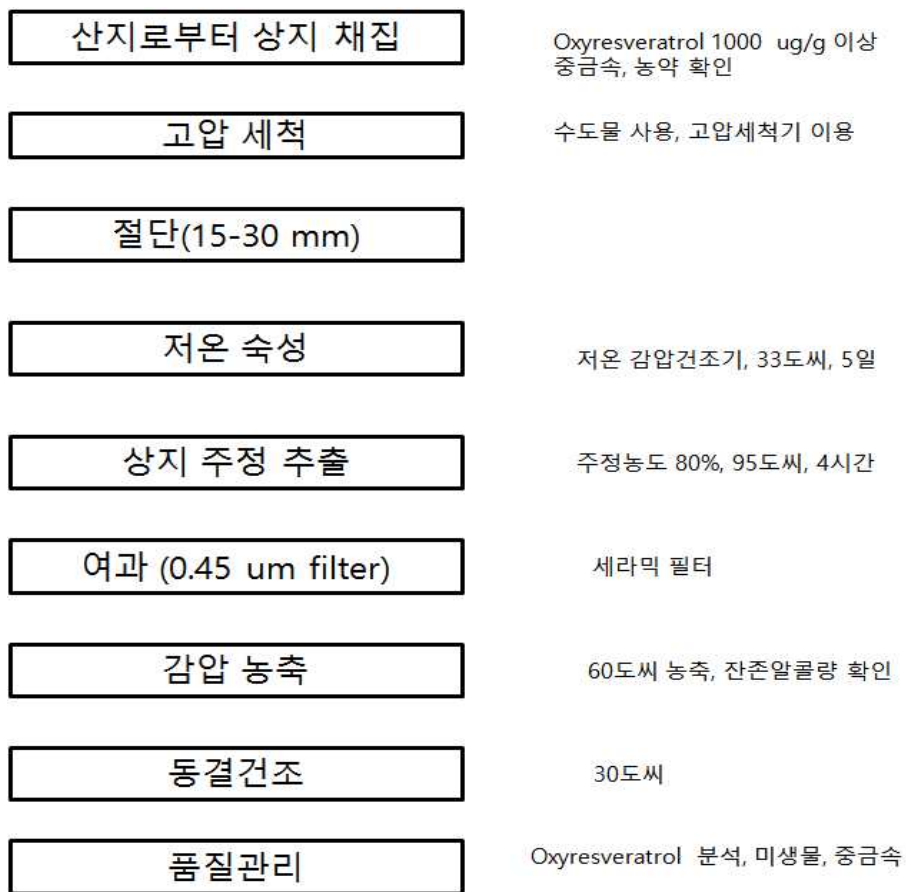 산지로부터 상지 채집
Oxyresveratrol 1000 ug/g 이상
중금속, 농약 확인
고압 세척
수도물 사용, 고압세척기 이용
절단(15-30 mm)
저온 숙성
저온 감압건조기, 33도씨, 5일
상지 주정 추출
주정농도 80%, 95도씨, 4시간
여과 (0.45 um filter)
세라믹 필터
감압 농축
60도씨 농축, 잔존알콜량 확인
동결건조
30도씨
품질관리
Oxyresveratrol 분석, 미생물, 중금속